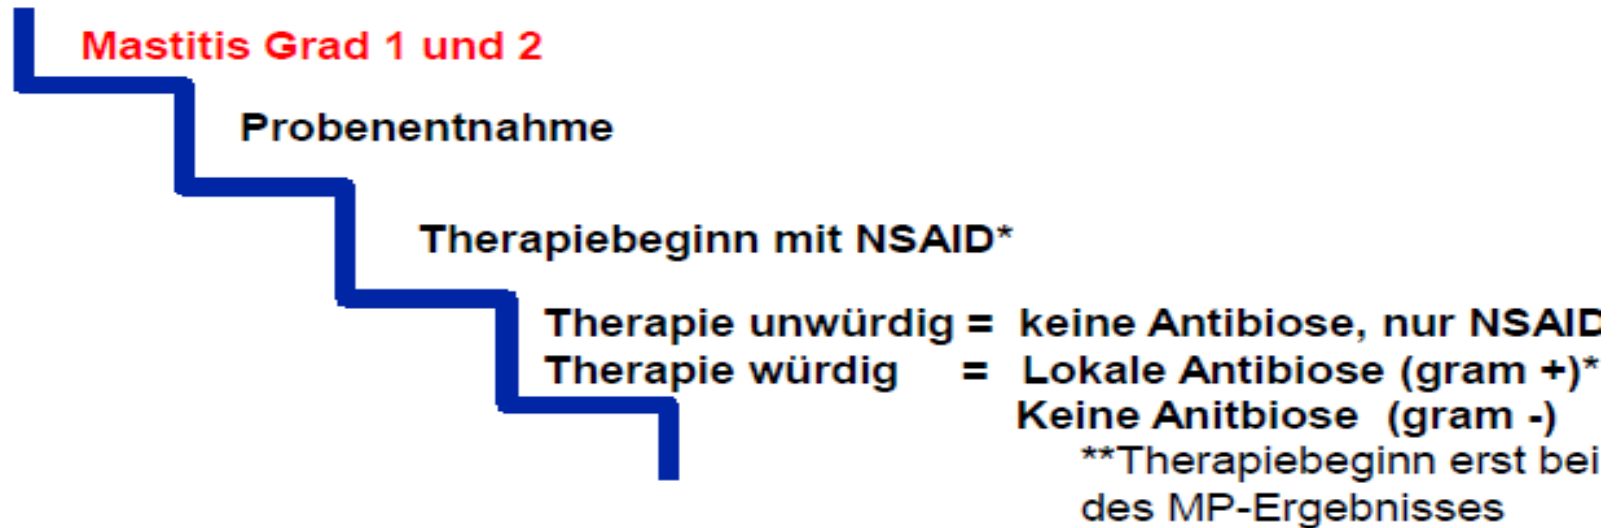 Mastitis Grad 1 und 2
Probenentnahme
Therapiebeginn mit NSAID*
Therapie unwürdig = keine Antibiose, nur NSAID
Therapie würdig = Lokale Antibiose (gram +)*
Keine Anitbiose (gram -)
**Therapiebeginn erst bei
des MP-Ergebnisses